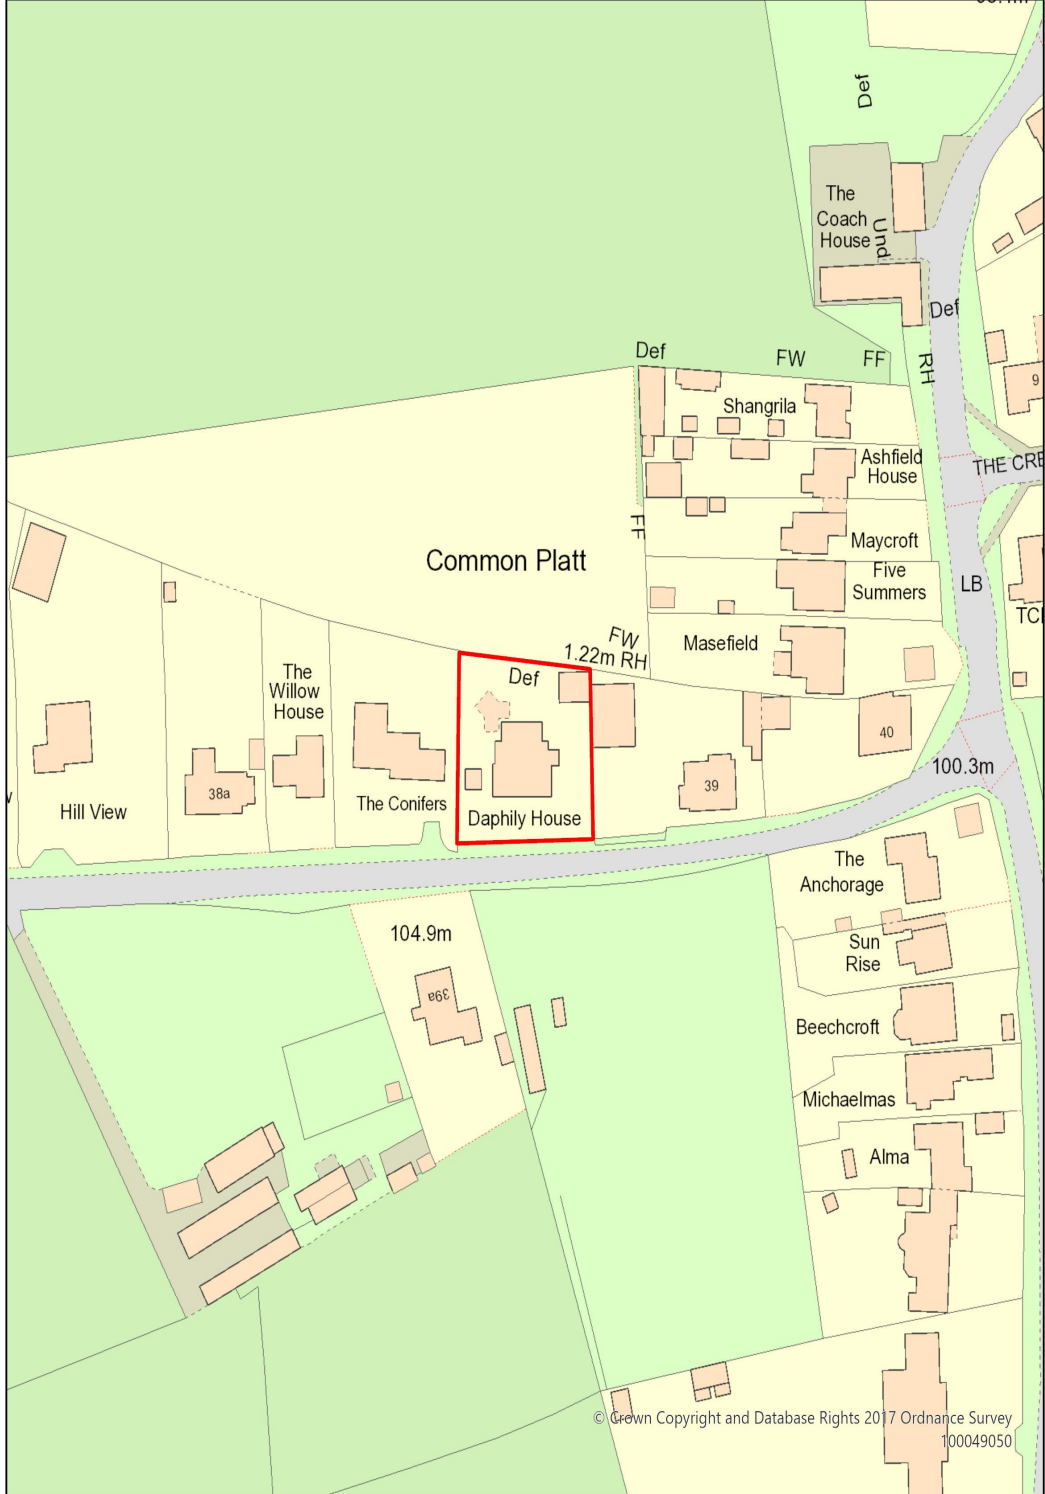 Def
The
Coach
House
Und
Def
RH
Def
FW
FF
Shangrila
9
Ashfield
House
THE CRE
FF
Maycroft
Common Platt
Five
Summers
LB
TCI
FW
1.22m RH
Masefield
Def
The
Willow
House
40
100.3m
38a
39
Hill View
The Conifers
Daphily House
The
Anchorage
104.9m
Sun
Rise
39a
Beechcroft
Michaelmas
Alma
© Crown Copyright and Database Rights 2017 Ordnance Survey
100049050